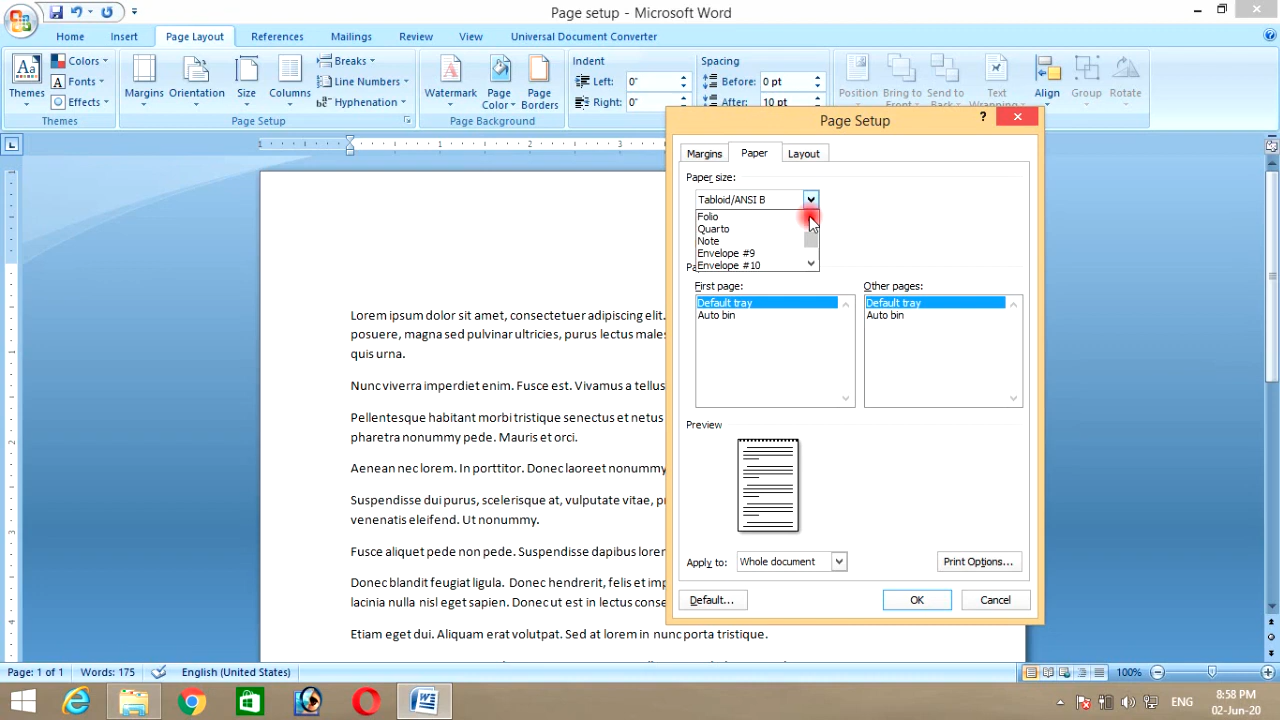 Page setup - Microsoft Word
Home Insert Page Layout References Mailings Review View Universal Document Converter
Themes
Colors
Fonts
Effects
Themes
Margins Orientation Size Columns
Breaks
Line Numbers
Hyphenation
Page Setup
Watermark Page Color Page Borders
Page Background
Indent
Left: 0"
Right: 0"
Spacing
Before: 0 pt
After: 10 pt
Position Bring to Front Send to Back Text Wrapping Align Group Rotate
Page Setup
?
Margins Paper Layout
Paper size:
Tabloid/ANSI B
Folio
Quarto
Note
Envelope #9
Envelope #10
First page: Other pages:
Default tray Default tray
Auto bin Auto bin
Preview
Apply to: Whole document
Print Options...
Default... OK Cancel
Lorem ipsum dolor sit amet, consectetuer adipiscing elit.
posuere, magna sed pulvinar ultricies, purus lectus males
quis urna.
Nunc viverra imperdiet enim. Fusce est. Vivamus a tellus
Pellentesque habitant morbi tristique senectus et netus
pharetra nonummy pede. Mauris et orci.
Aenean nec lorem. In porttitor. Donec laoreet nonummy
Suspendisse dui purus, scelerisque at, vulputate vitae, pr
venenatis eleifend. Ut nonummy.
Fusce aliquet pede non pede. Suspendisse dapibus lorem
Donec blandit feugiat ligula. Donec hendrerit, felis et imp
lacinia nulla nisl eget sapien. Donec ut est in lectus conse
Etiam eget dui. Aliquam erat volutpat. Sed at lorem in nunc porta tristique.
Page: 1 of 1 Words: 175 English (United States) 100%
ENG
8:58 PM
02-Jun-20